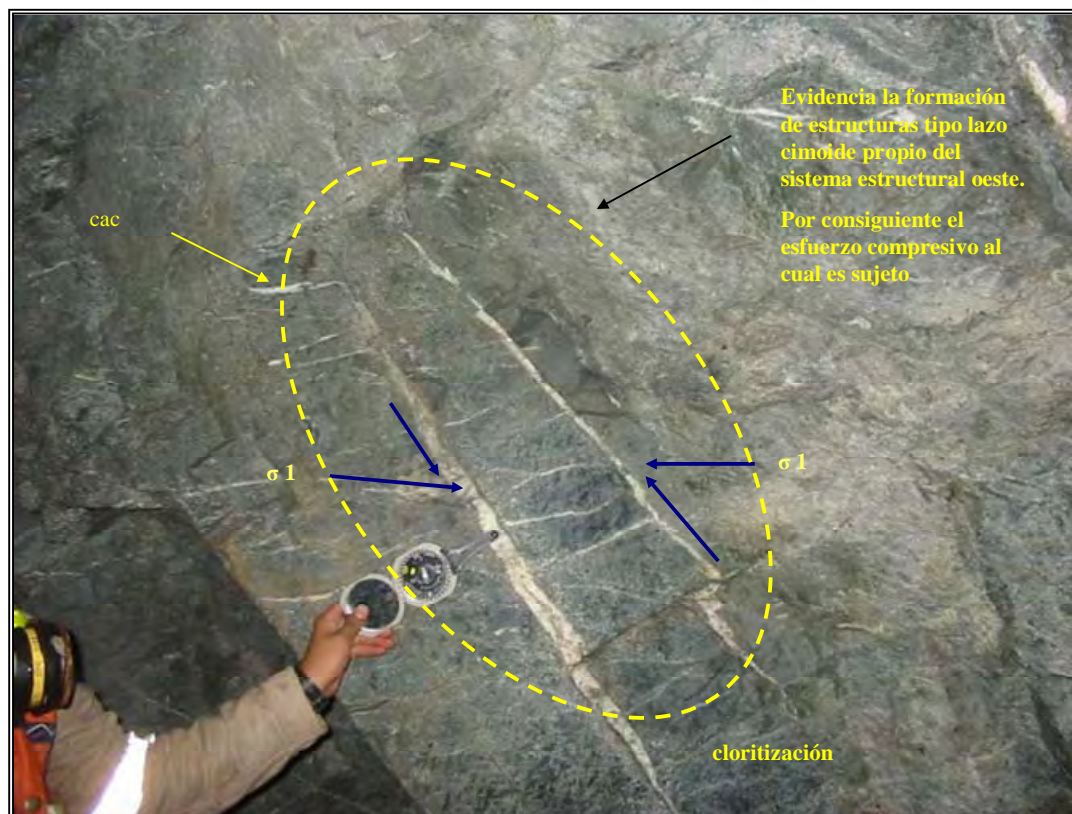 Evidencia la formación
de estructuras tipo lazo
cimoide propio del
sistema estructural oeste.
Por consiguiente el
esfuerzo compresivo al
cual es sujeto
cac
σ 1
σ 1
cloritización